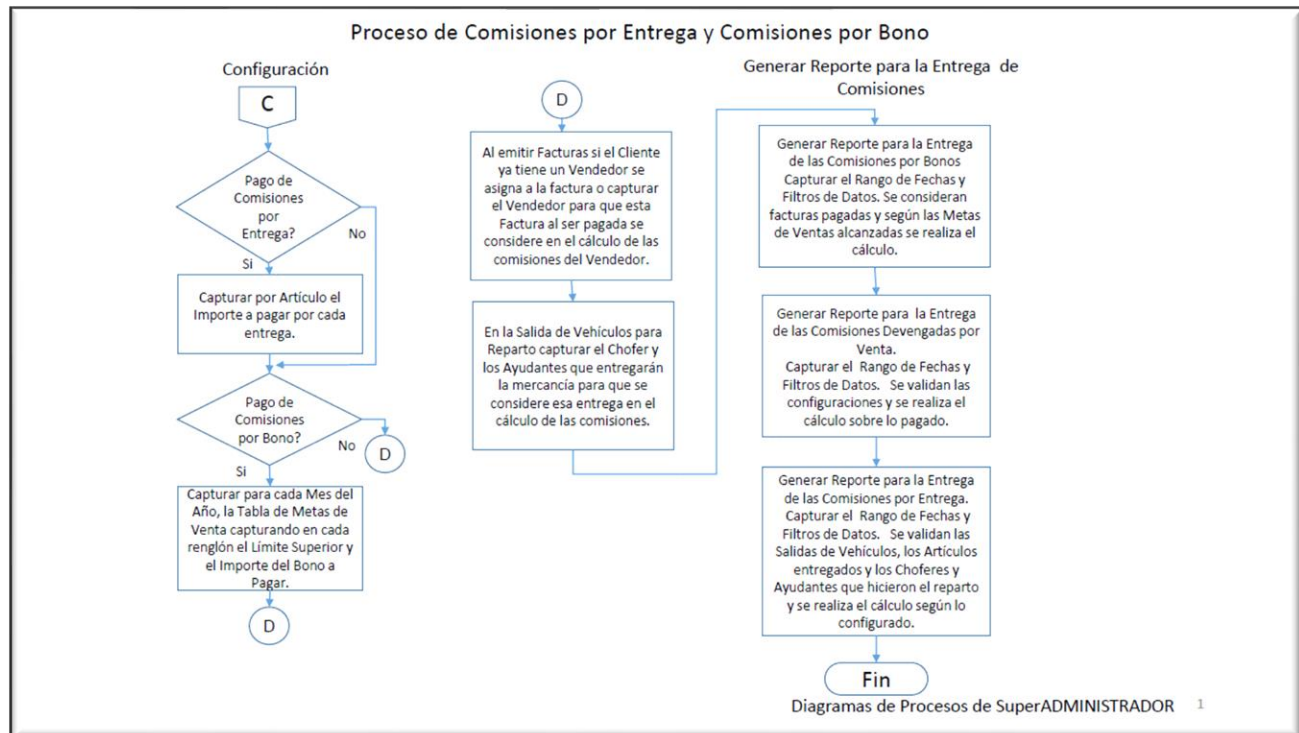 Proceso de Comisiones por Entrega y Comisiones por Bono
Configuración
C
Pago de
Comisiones
por
Entrega?
No
Si
Capturar por Artículo el
Importe a pagar por cada
entrega.
Pago de
Comisiones
por Bono?
No
D
Si
Capturar para cada Mes del
Año, la Tabla de Metas de
Venta capturando en cada
renglón el Límite Superior y
el Importe del Bono a
Pagar.
D
D
Al emitir Facturas si el Cliente
ya tiene un Vendedor se
asigna a la factura o capturar
el Vendedor para que esta
Factura al ser pagada se
considere en el cálculo de las
comisiones del Vendedor.
En la Salida de Vehículos para
Reparto capturar el Chofer y
los Ayudantes que entregarán
la mercancía para que se
considere esa entrega en el
cálculo de las comisiones.
Generar Reporte para la Entrega de
Comisiones
Generar Reporte para la Entrega
de las Comisiones por Bonos
Capturar el Rango de Fechas y
Filtros de Datos. Se consideran
facturas pagadas y según las Metas
de Ventas alcanzadas se realiza el
cálculo.
Generar Reporte para la Entrega
de las Comisiones Devengadas por
Venta.
Capturar el Rango de Fechas y
Filtros de Datos. Se validan las
configuraciones y se realiza el
cálculo sobre lo pagado.
Generar Reporte para la Entrega
de las Comisiones por Entrega.
Capturar el Rango de Fechas y
Filtros de Datos. Se validan las
Salidas de Vehículos, los Artículos
entregados y los Choferes y
Ayudantes que hicieron el reparto
y se realiza el cálculo según lo
configurado.
Fin
Diagramas de Procesos de SuperADMINISTRADOR 1